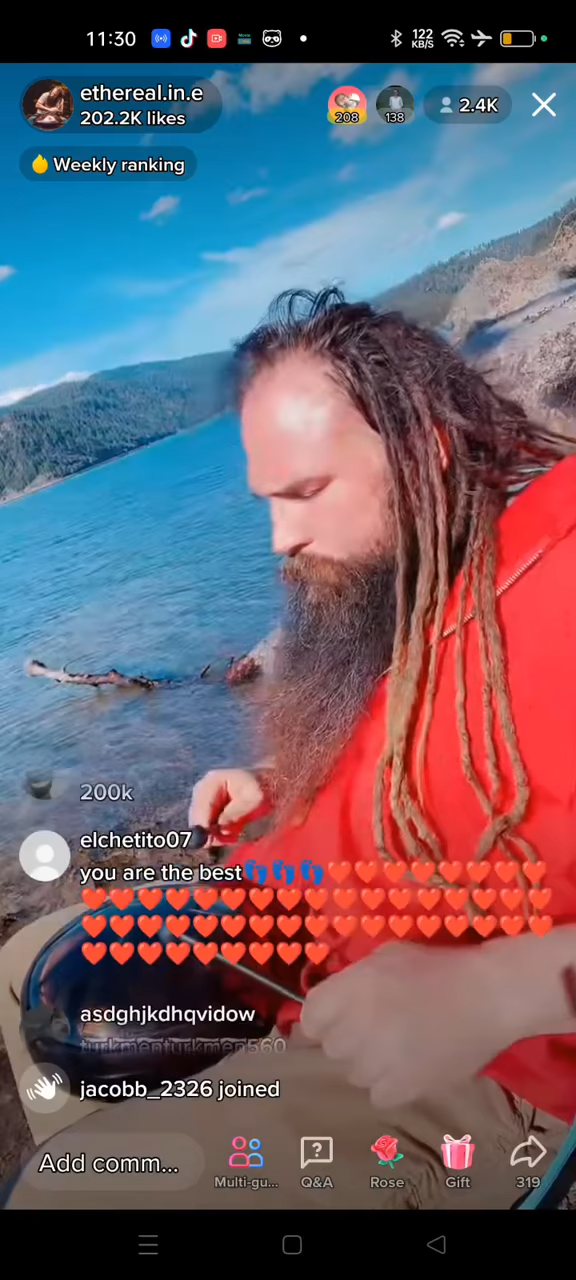 11:30
122
KB/S
ethereal.in.e
202.2K likes
208
138
2.4K
Weekly ranking
200k
elchetito07
you are the best👣👣👣❤️❤️❤️❤️❤️❤️❤️❤️
❤️❤️❤️❤️❤️❤️❤️❤️❤️❤️❤️❤️❤️❤️❤️❤️❤️
❤️❤️❤️❤️❤️❤️❤️❤️❤️❤️❤️❤️❤️❤️❤️❤️❤️
❤️❤️❤️❤️❤️❤️❤️❤️❤️
asdghjkdhqvidow
turkmenturkmen560
jacobb_2326 joined
Add comm...
Multi-gu...
Q&A
Rose
Gift
319